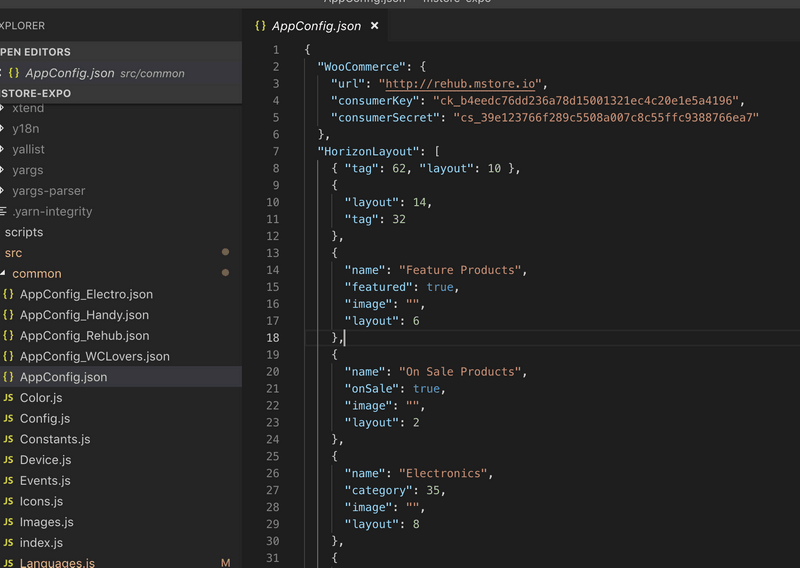 AppConfig.json — mstore-expo
XPLORER
PEN EDITORS
{} AppConfig.json src/common
MSTORE-EXPO
xtend
y18n
yallist
yargs
yargs-parser
.yarn-integrity
scripts
src
common
{} AppConfig_Electro.json
{} AppConfig_Handy.json
{} AppConfig_Rehub.json
{} AppConfig_WCLovers.json
{} AppConfig.json
JS Color.js
JS Config.js
JS Constants.js
JS Device.js
JS Events.js
JS Icons.js
JS Images.js
JS index.js
JS Languages.js M
{} AppConfig.json ×
1 {
2 "WooCommerce": {
3 "url": "http://rehub.mstore.io",
4 "consumerKey": "ck_b4eedc76dd236a78d15001321ec4c20e1e5a4196",
5 "consumerSecret": "cs_39e123766f289c5508a007c8c55ffc9388766ea7"
6 },
7 "HorizonLayout": [
8 { "tag": 62, "layout": 10 },
9 {
10 "layout": 14,
11 "tag": 32
12 },
13 {
14 "name": "Feature Products",
15 "featured": true,
16 "image": "",
17 "layout": 6
18 },
19 {
20 "name": "On Sale Products",
21 "onSale": true,
22 "image": "",
23 "layout": 2
24 },
25 {
26 "name": "Electronics",
27 "category": 35,
28 "image": "",
29 "layout": 8
30 },
31 {